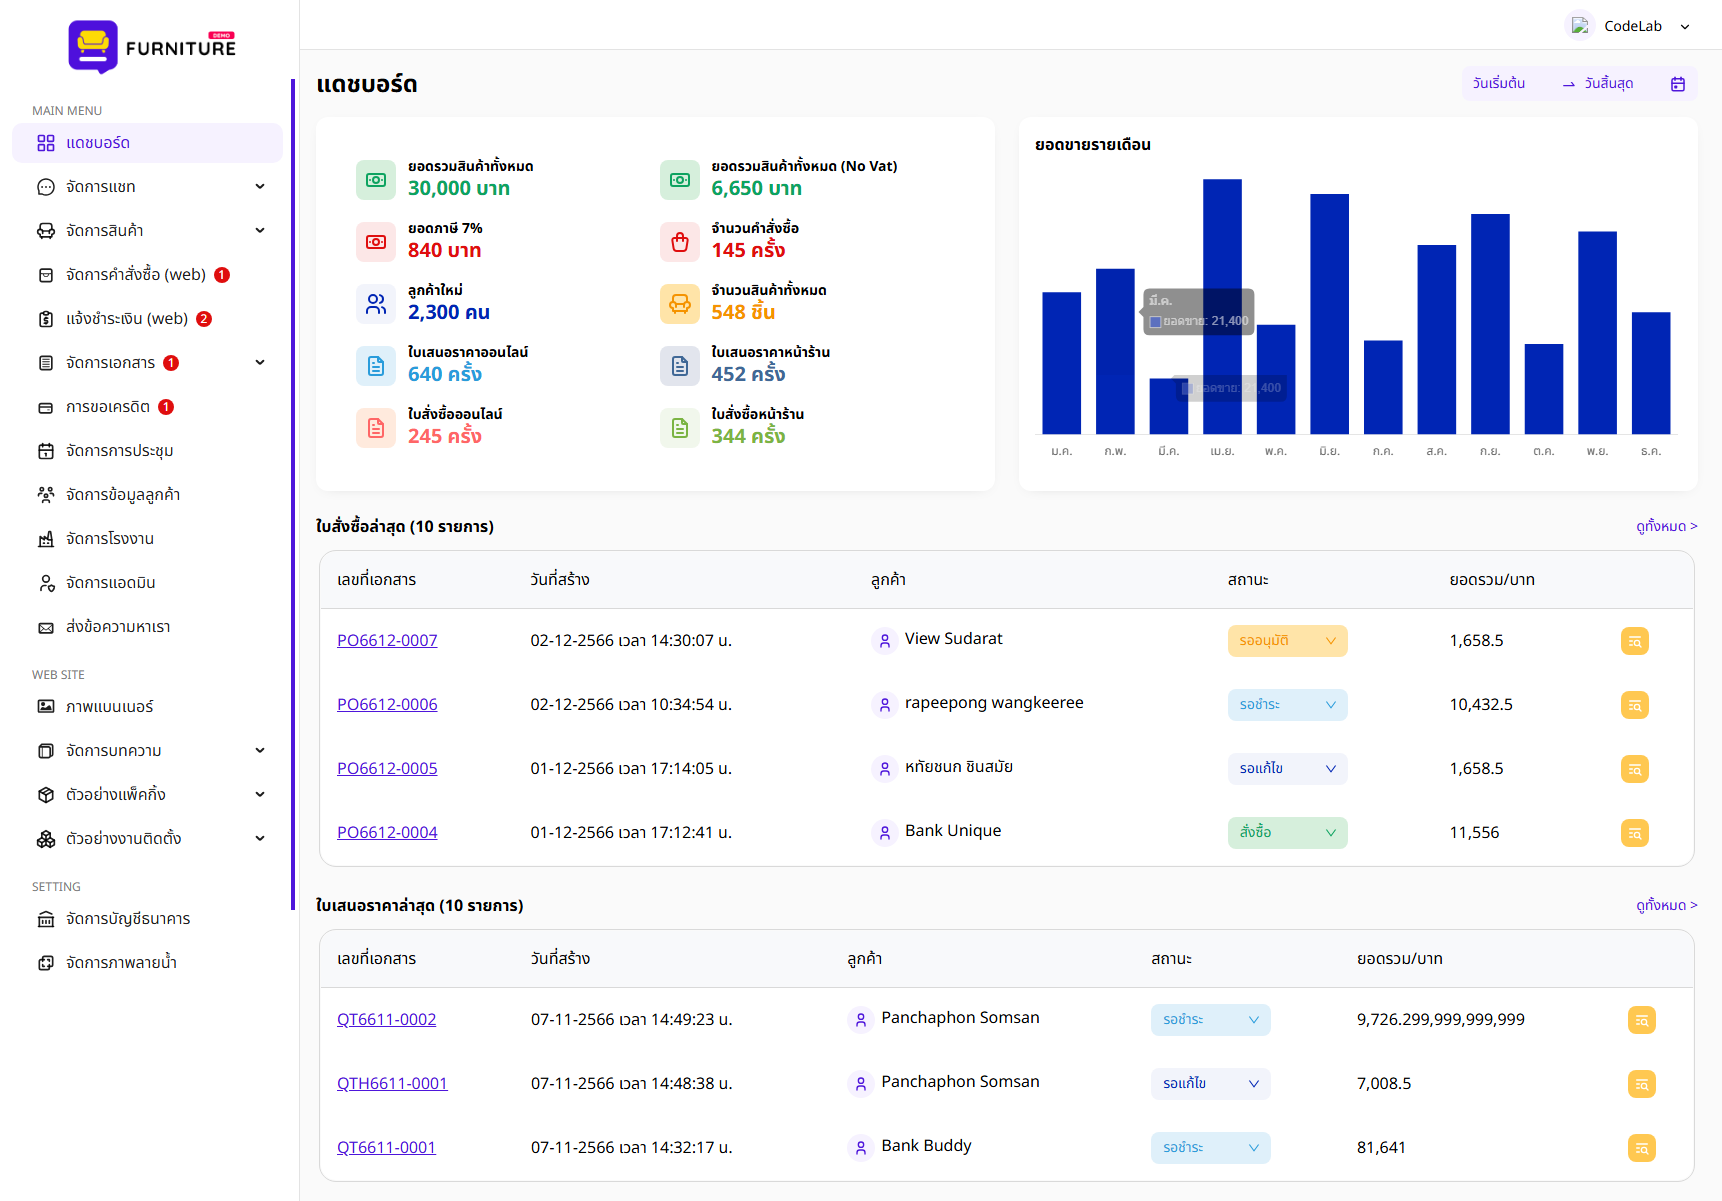 DEMO
FURNITURE
CodeLab
MAIN MENU
แดชบอร์ด
จัดการแชท
จัดการสินค้า
จัดการคำสั่งซื้อ (web) 1
แจ้งชำระเงิน (web) 2
จัดการเอกสาร 1
การขอเครดิต 1
จัดการการประชุม
จัดการข้อมูลลูกค้า
จัดการโรงงาน
จัดการแอดมิน
ส่งข้อความหาเรา
WEB SITE
ภาพแบนเนอร์
จัดการบทความ
ตัวอย่างแพ็คกิ้ง
ตัวอย่างงานติดตั้ง
SETTING
จัดการบัญชีธนาคาร
จัดการภาพลายน้ำ
แดชบอร์ด
วันเริ่มต้น → วันสิ้นสุด
ยอดรวมสินค้าทั้งหมด
30,000 บาท
ยอดรวมสินค้าทั้งหมด (No Vat)
6,650 บาท
ยอดภาษี 7%
840 บาท
จำนวนคำสั่งซื้อ
145 ครั้ง
ลูกค้าใหม่
2,300 คน
จำนวนสินค้าทั้งหมด
548 ชิ้น
ใบเสนอราคาออนไลน์
640 ครั้ง
ใบเสนอราคาหน้าร้าน
452 ครั้ง
ใบสั่งซื้อออนไลน์
245 ครั้ง
ใบสั่งซื้อหน้าร้าน
344 ครั้ง
ยอดขายรายเดือน
มี.ค.
ยอดขาย: 21,400
ยอดขาย: 21,400
ม.ค. ก.พ. มี.ค. เม.ย. พ.ค. มิ.ย. ก.ค. ส.ค. ก.ย. ต.ค. พ.ย. ธ.ค.
ใบสั่งซื้อล่าสุด (10 รายการ) ดูทั้งหมด >
เลขที่เอกสาร วันที่สร้าง ลูกค้า สถานะ ยอดรวม/บาท
PO6612-0007 02-12-2566 เวลา 14:30:07 น. View Sudarat รออนุมัติ 1,658.5
PO6612-0006 02-12-2566 เวลา 10:34:54 น. rapeepong wangkeeree รอชำระ 10,432.5
PO6612-0005 01-12-2566 เวลา 17:14:05 น. หทัยชนก ชินสมัย รอแก้ไข 1,658.5
PO6612-0004 01-12-2566 เวลา 17:12:41 น. Bank Unique สั่งซื้อ 11,556
ใบเสนอราคาล่าสุด (10 รายการ) ดูทั้งหมด >
เลขที่เอกสาร วันที่สร้าง ลูกค้า สถานะ ยอดรวม/บาท
QT6611-0002 07-11-2566 เวลา 14:49:23 น. Panchaphon Somsan รอชำระ 9,726.299,999,999,999
QTH6611-0001 07-11-2566 เวลา 14:48:38 น. Panchaphon Somsan รอแก้ไข 7,008.5
QT6611-0001 07-11-2566 เวลา 14:32:17 น. Bank Buddy รอชำระ 81,641